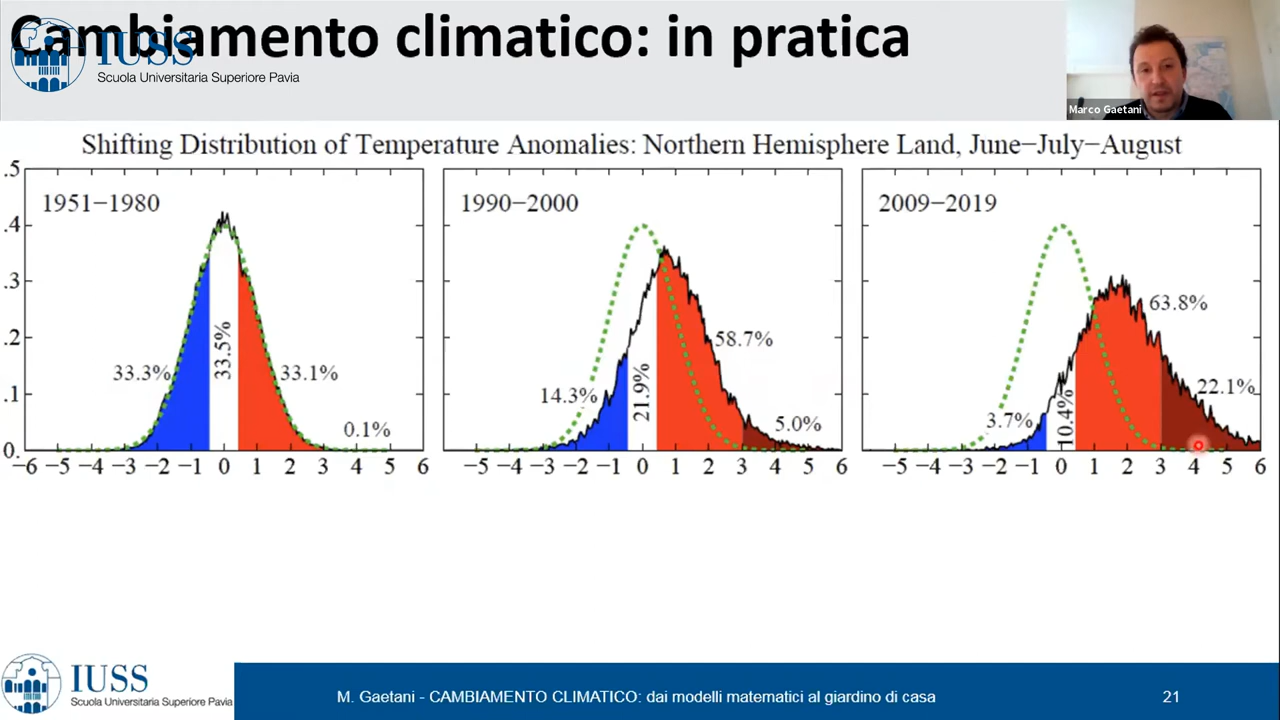 Cambiamento climatico: in pratica
IUSS
Scuola Universitaria Superiore Pavia
Marco Gaetani
Shifting Distribution of Temperature Anomalies: Northern Hemisphere Land, June−July−August
.5
.4
.3
.2
.1
0.
1951−1980
33.3%
33.5%
33.1%
0.1%
−6 −5 −4 −3 −2 −1 0 1 2 3 4 5 6
1990−2000
14.3%
21.9%
58.7%
5.0%
−5 −4 −3 −2 −1 0 1 2 3 4 5 6
2009−2019
3.7%
10.4%
63.8%
22.1%
−5 −4 −3 −2 −1 0 1 2 3 4 5 6
IUSS
Scuola Universitaria Superiore Pavia
M. Gaetani - CAMBIAMENTO CLIMATICO: dai modelli matematici al giardino di casa
21